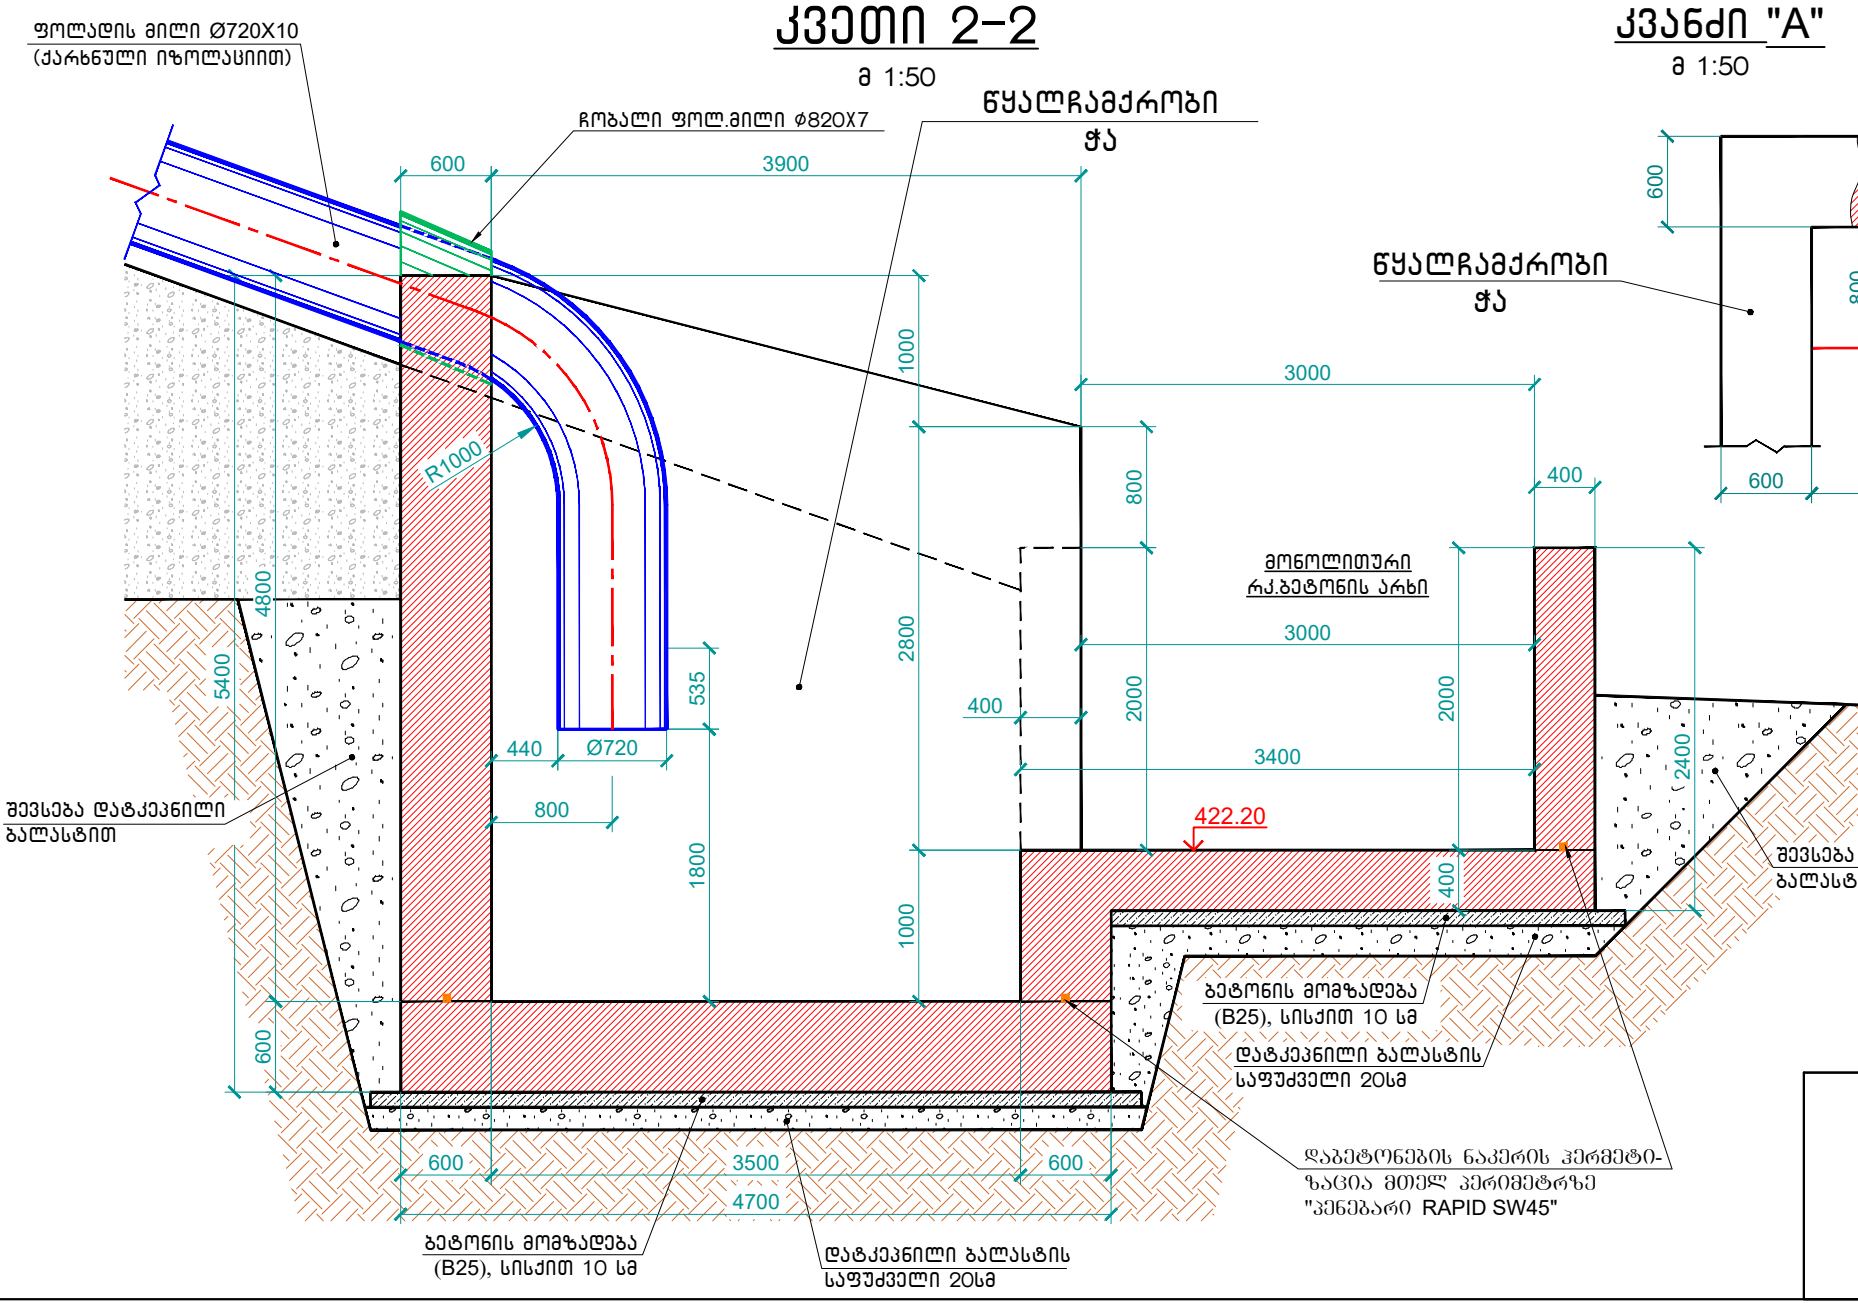 კვეთი 2-2
მ 1:50
კვანძი "A"
მ 1:50
ფოლადის მილი Ø720X10
(ქარხნული იზოლაციით)
ჩობალი ფოლ.მილი ⌀820X7
წყალჩამქრობი
ჭა
600
3900
600
წყალჩამქრობი
ჭა
800
1000
3000
R1000
800
400
600
მონოლითური
რკ.ბეტონის არხი
4800
2800
3000
5400
535
400
2000
2000
440
Ø720
3400
2400
შევსება დატკეპნილი
ბალასტით
800
422.20
1800
400
შევსება
ბალასტ
1000
ბეტონის მომზადება
(B25), სისქით 10 სმ
600
დატკეპნილი ბალასტის
საფუძველი 20სმ
600
3500
600
დაბეტონების ნაკერის ჰერმეტი-
ზაცია მთელ პერიმეტრზე
"პენებარი RAPID SW45"
4700
ბეტონის მომზადება
(B25), სისქით 10 სმ
დატკეპნილი ბალასტის
საფუძველი 20სმ